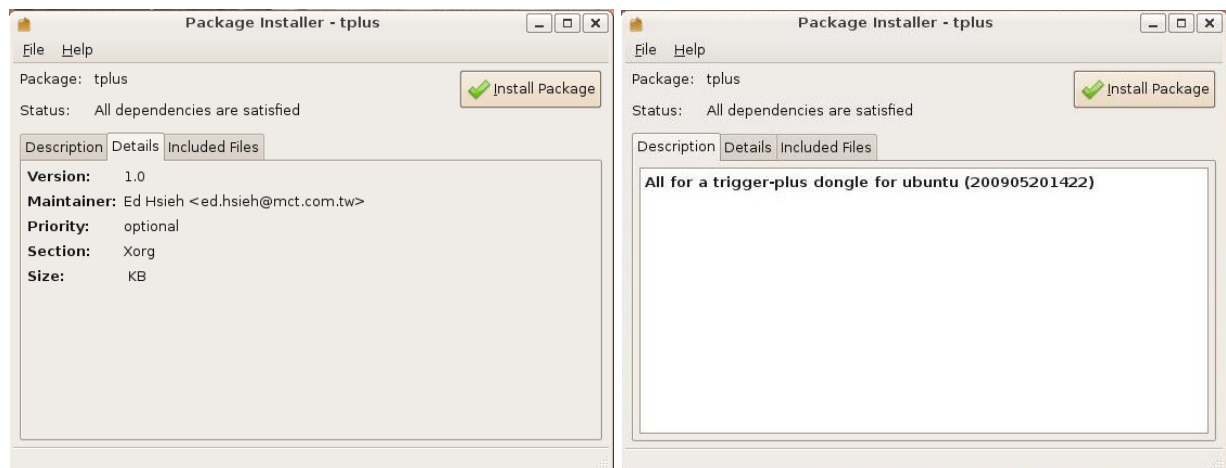 Package Installer - tplus
File Help
Package: tplus
Install Package
Status: All dependencies are satisfied
Description Details Included Files
Version: 1.0
Maintainer: Ed Hsieh <ed.hsieh@mct.com.tw>
Priority: optional
Section: Xorg
Size: KB
Package Installer - tplus
File Help
Package: tplus
Install Package
Status: All dependencies are satisfied
Description Details Included Files
All for a trigger-plus dongle for ubuntu (200905201422)